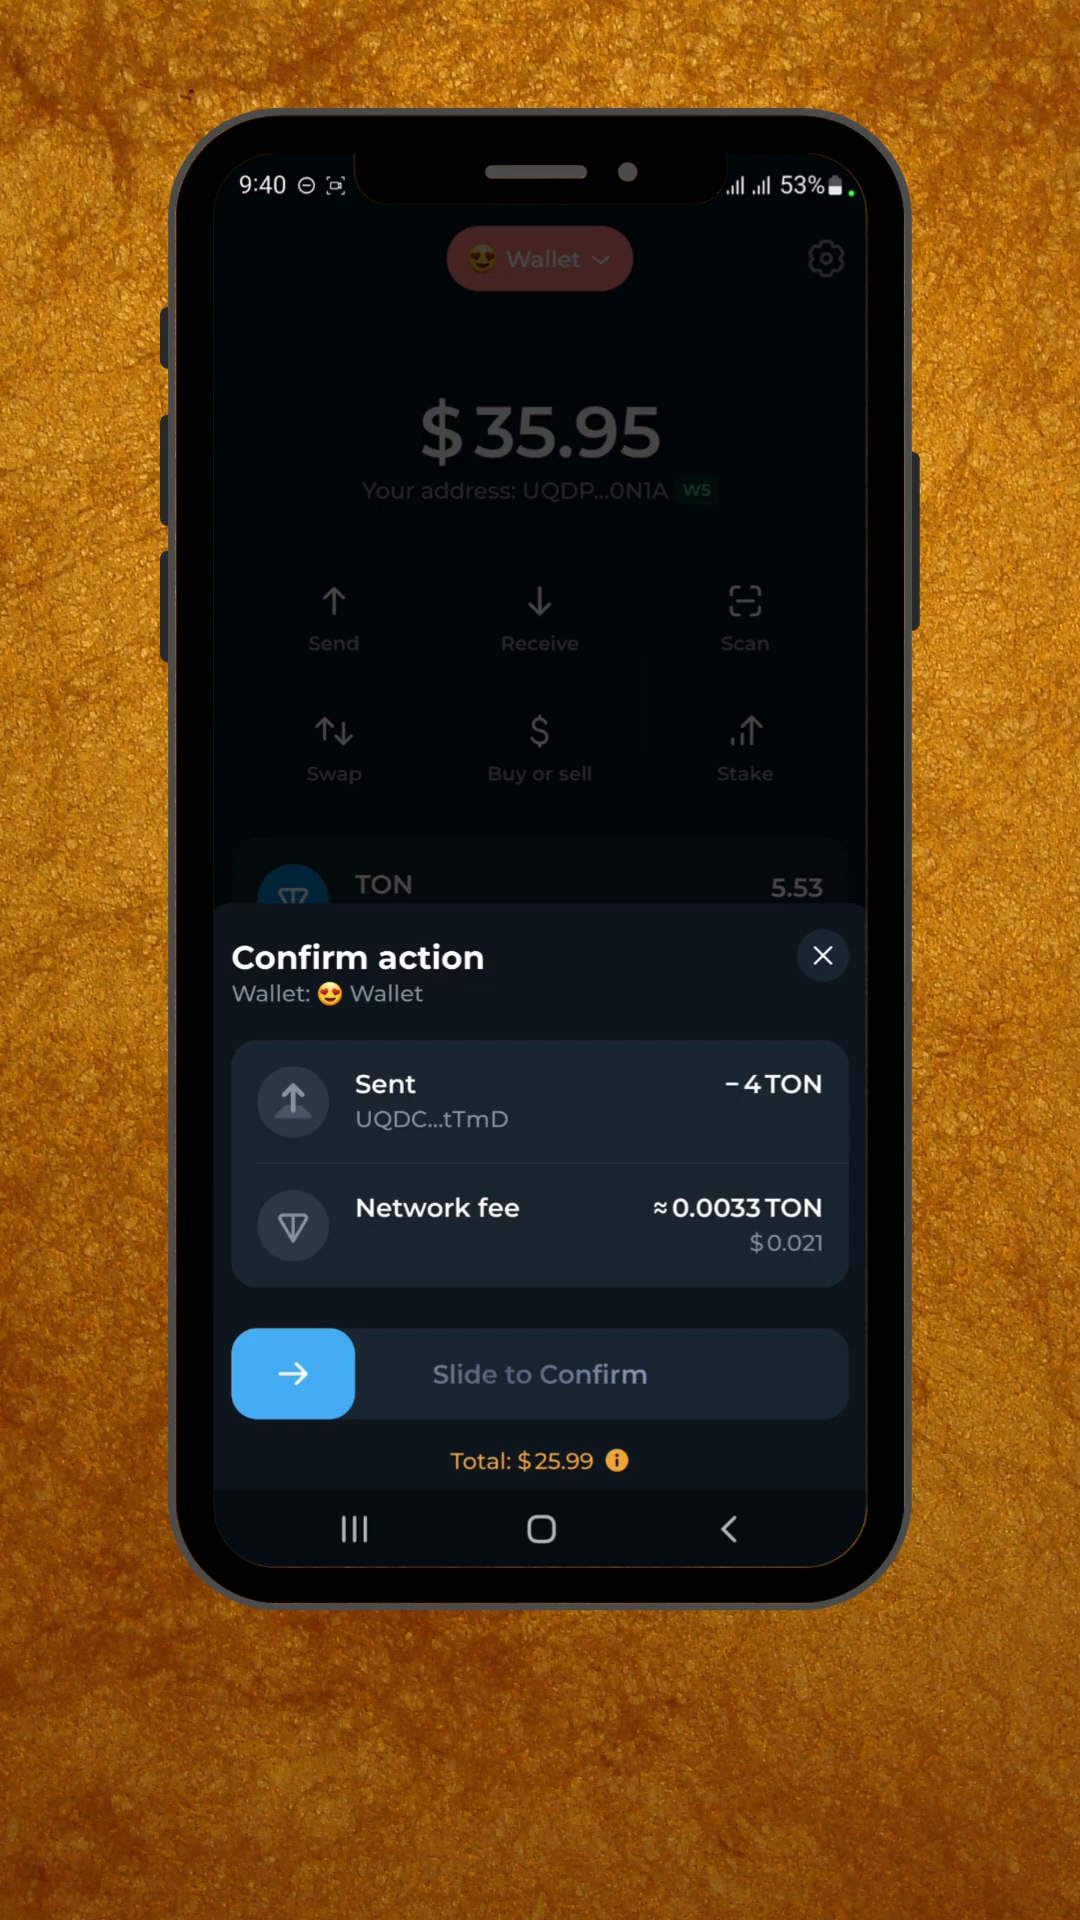 9:40 53%
😍 Wallet
$35.95
Your address: UQDP...0N1A W5
Send Receive Scan
Swap Buy or sell Stake
TON 5.53
Confirm action
Wallet: 😍 Wallet
Sent −4 TON
UQDC...tTmD
Network fee ≈ 0.0033 TON
$0.021
Slide to Confirm
Total: $25.99